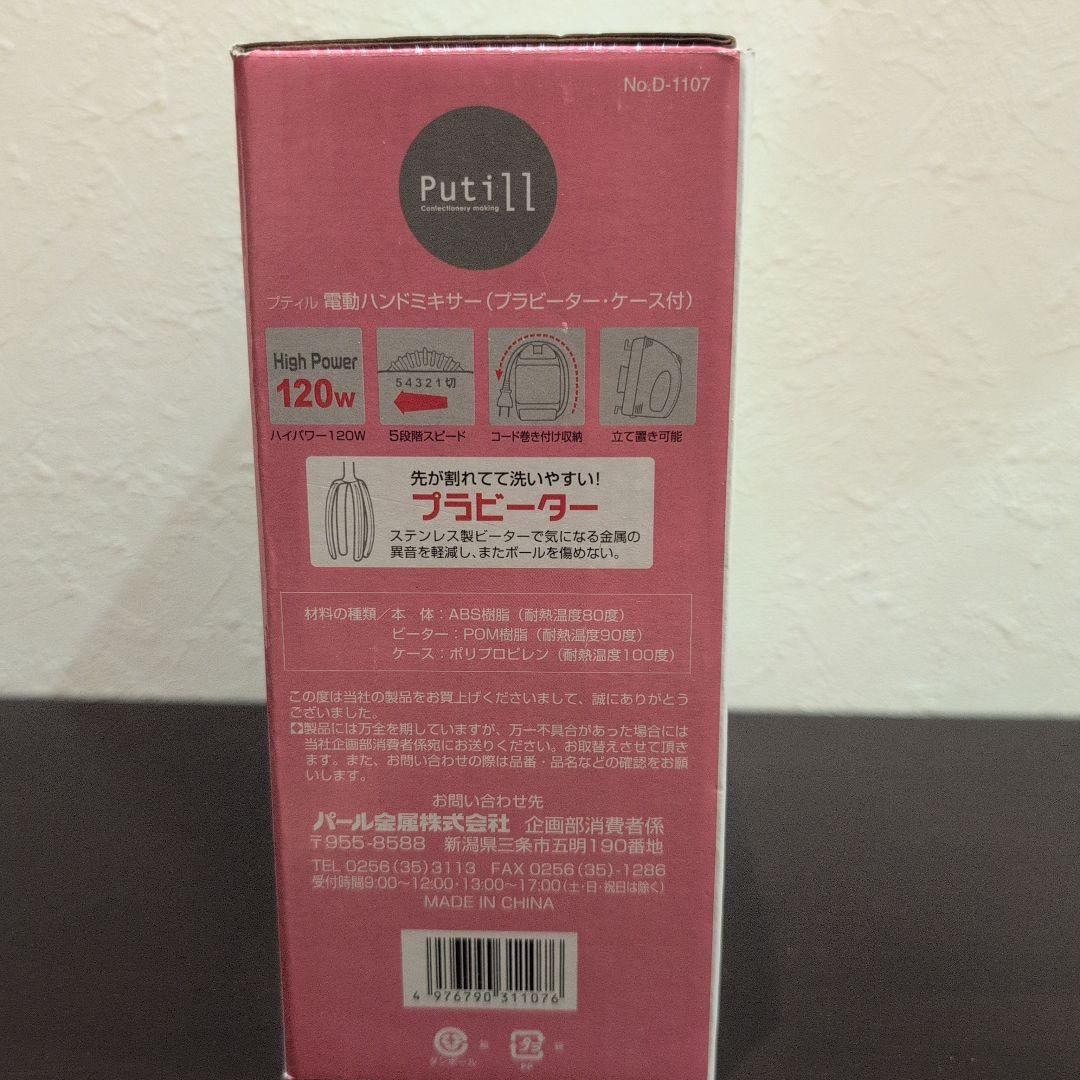 No.D-1107
Putill
Confectionery making
プティル 電動ハンドミキサー(プラビーター・ケース付)
High Power
120W
5 4 3 2 1 切
ハイパワー120W
5段階スピード
コード巻き付け収納
立て置き可能
先が割れてて洗いやすい!
プラビーター
ステンレス製ビーターで気になる金属の
異音を軽減し、またボールを傷めない。
材料の種類/本 体:ABS樹脂(耐熱温度80度)
ビーター:POM樹脂(耐熱温度90度)
ケース:ポリプロピレン(耐熱温度100度)
この度は当社の製品をお買上げくださいまして、誠にありがとう
ございました。
製品には万全を期していますが、万一不具合があった場合には
当社企画部消費者係宛にお送りください。お取替えさせて頂き
ます。また、お問い合わせの際は品番・品名などの確認をお願
いします。
お問い合わせ先
パール金属株式会社 企画部消費者係
〒955-8588 新潟県三条市五明190番地
TEL 0256(35)3113 FAX 0256(35)-1286
受付時間9:00~12:00・13:00~17:00(土・日・祝日は除く)
MADE IN CHINA
4 976790 311076
ダンボール 箱
プラ 袋
PP